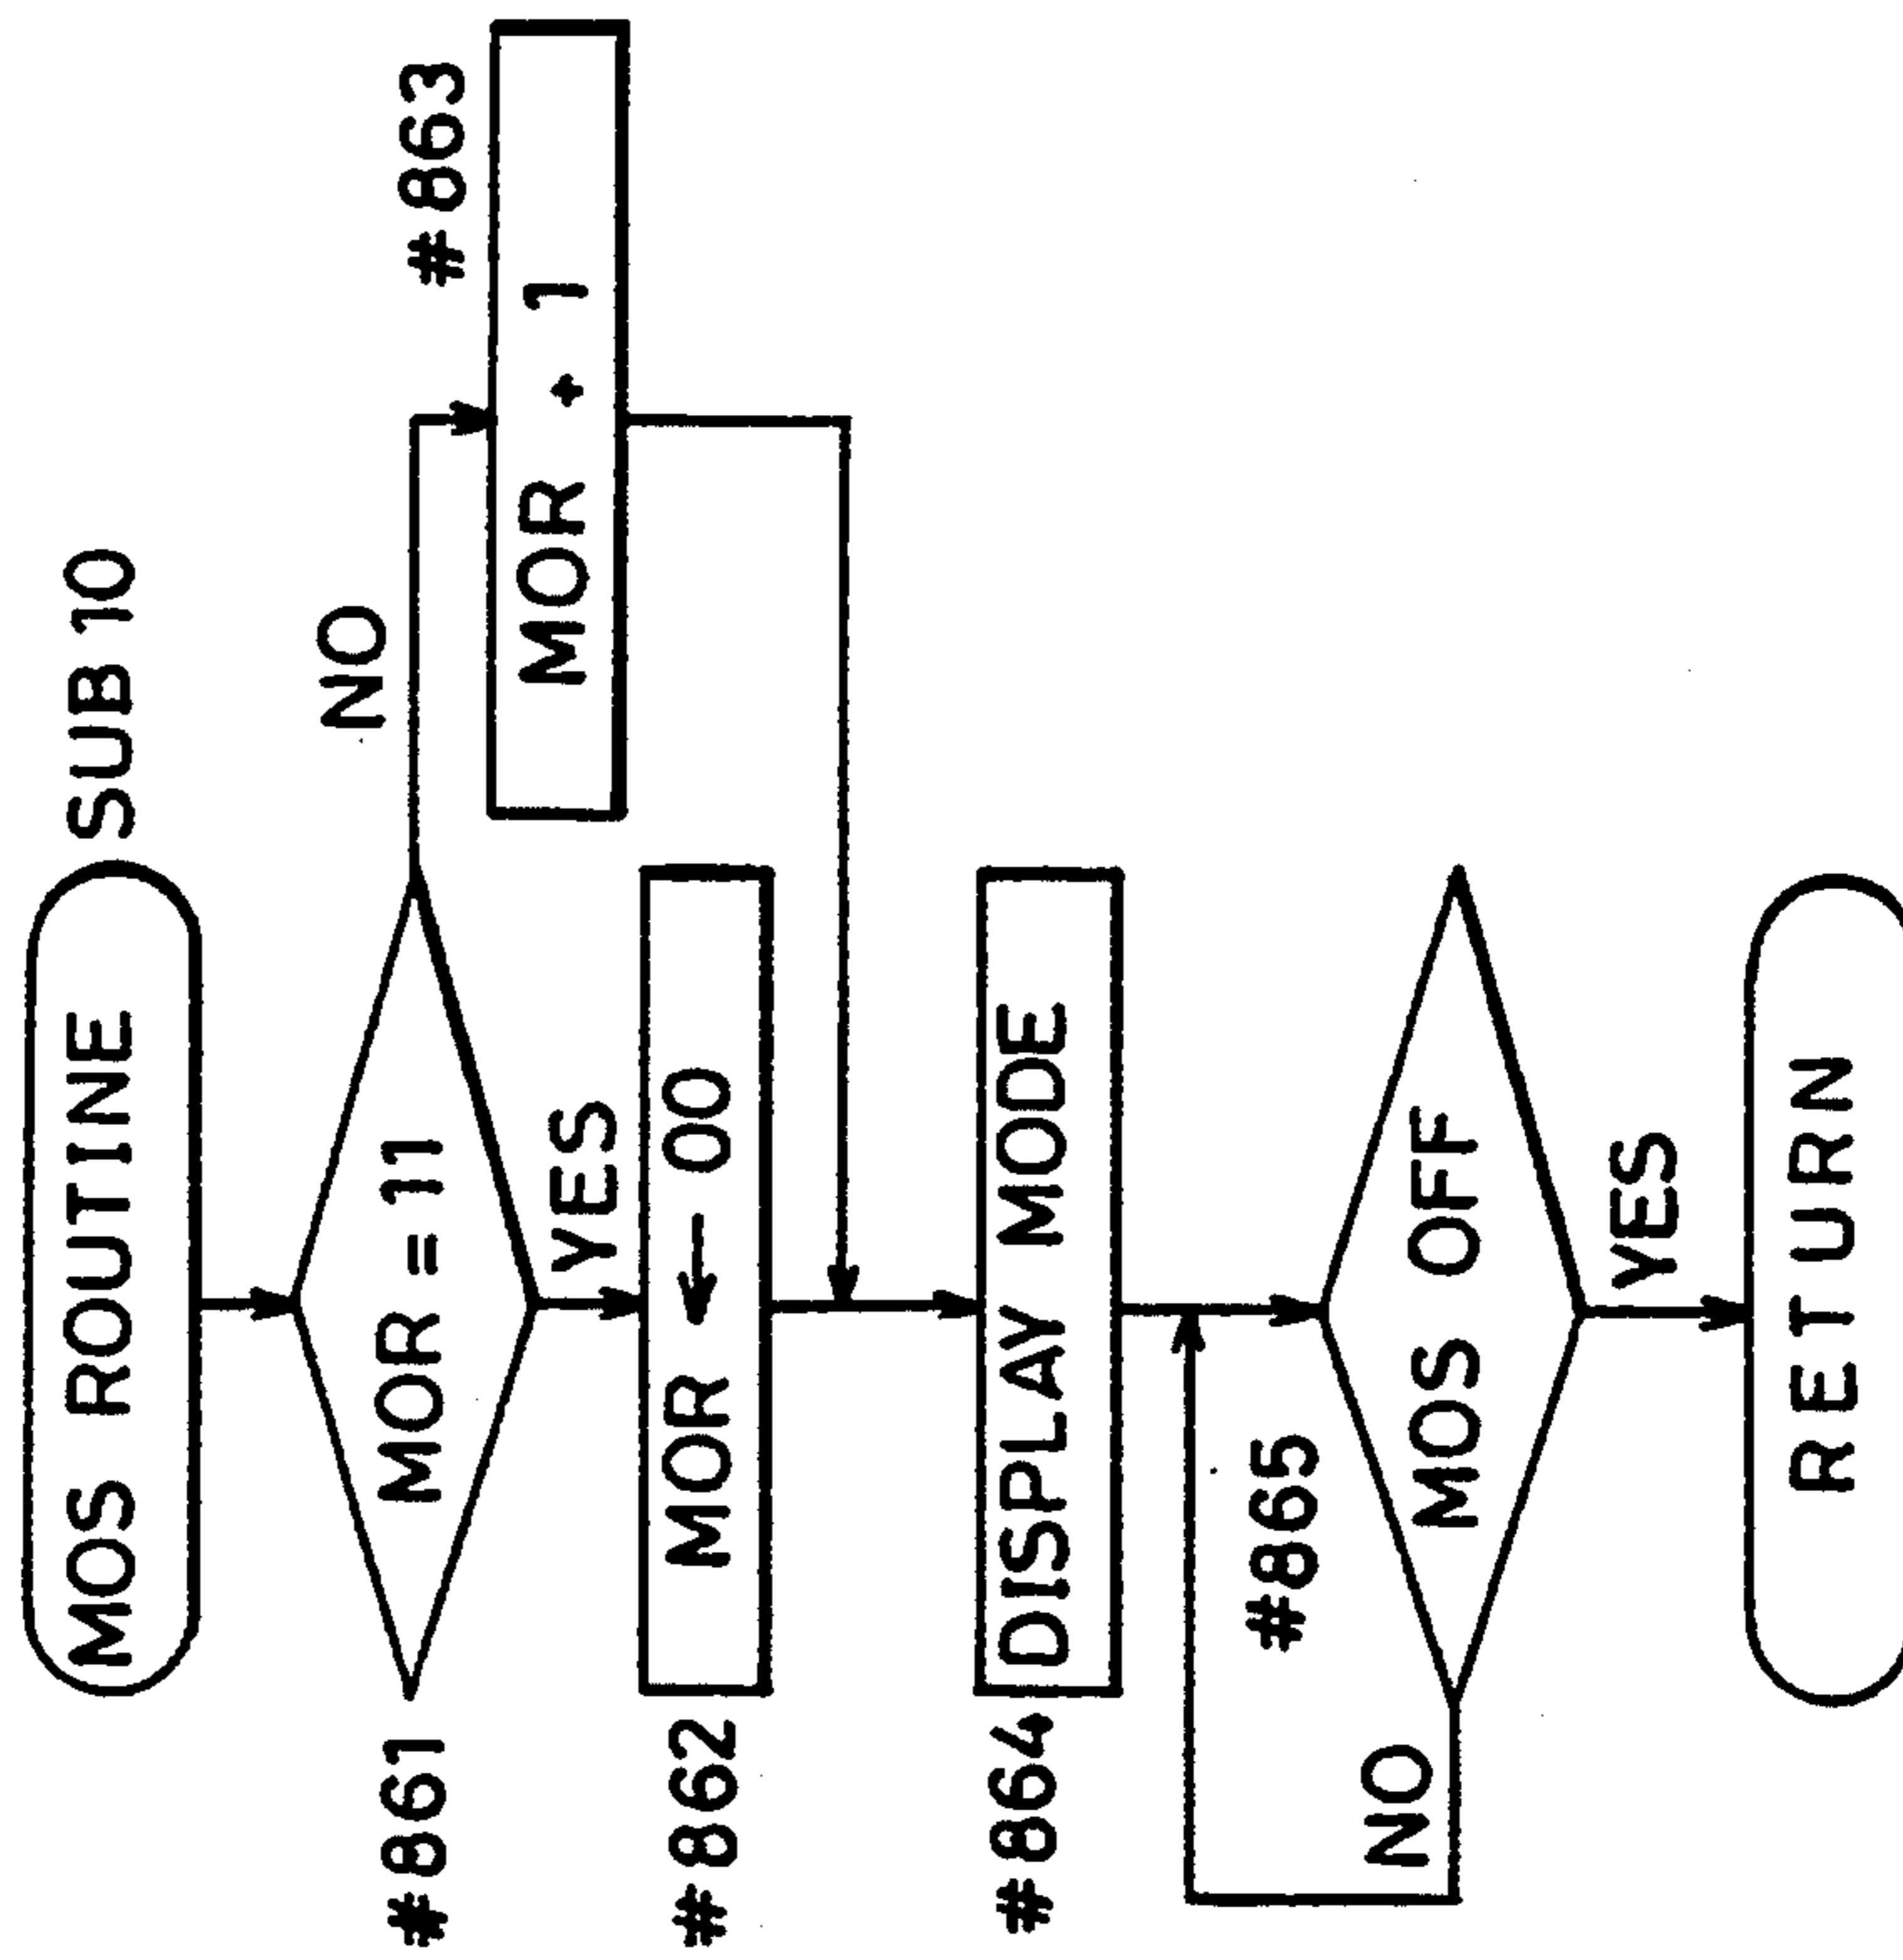 MOS ROUTINE
SUB 10
#861
MOR = 11
NO
YES
#863
MOR + 1
#862
MOR ← 00
#864
DISPLAY MODE
#865
MOS OFF
NO
YES
RETURN